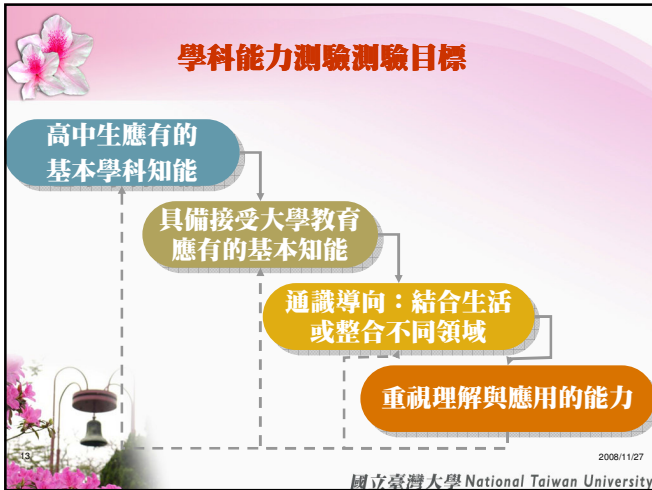 學科能力測驗測驗目標
高中生應有的
基本學科知能
具備接受大學教育
應有的基本知能
通識導向：結合生活
或整合不同領域
重視理解與應用的能力
13
2008/11/27
國立臺灣大學 National Taiwan University